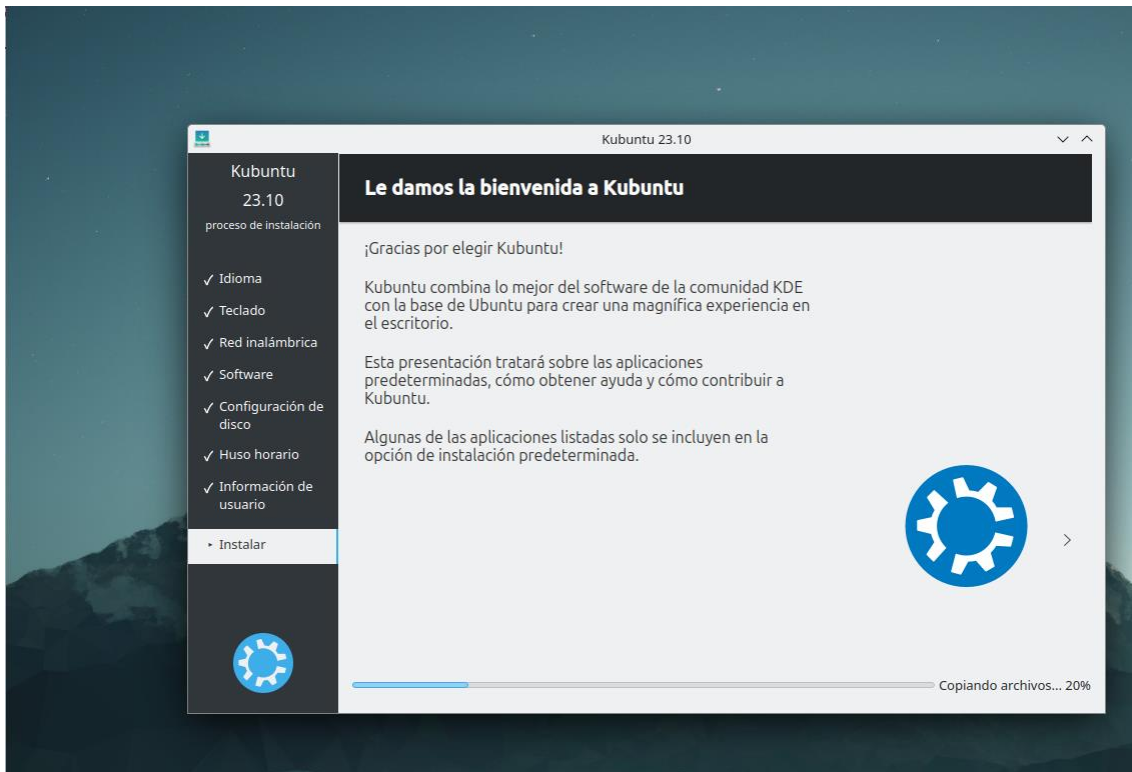 Kubuntu 23.10
Kubuntu
23.10
proceso de instalación
✓ Idioma
✓ Teclado
✓ Red inalámbrica
✓ Software
✓ Configuración de
disco
✓ Huso horario
✓ Información de
usuario
‣ Instalar
Le damos la bienvenida a Kubuntu
¡Gracias por elegir Kubuntu!
Kubuntu combina lo mejor del software de la comunidad KDE
con la base de Ubuntu para crear una magnífica experiencia en
el escritorio.
Esta presentación tratará sobre las aplicaciones
predeterminadas, cómo obtener ayuda y cómo contribuir a
Kubuntu.
Algunas de las aplicaciones listadas solo se incluyen en la
opción de instalación predeterminada.
Copiando archivos... 20%